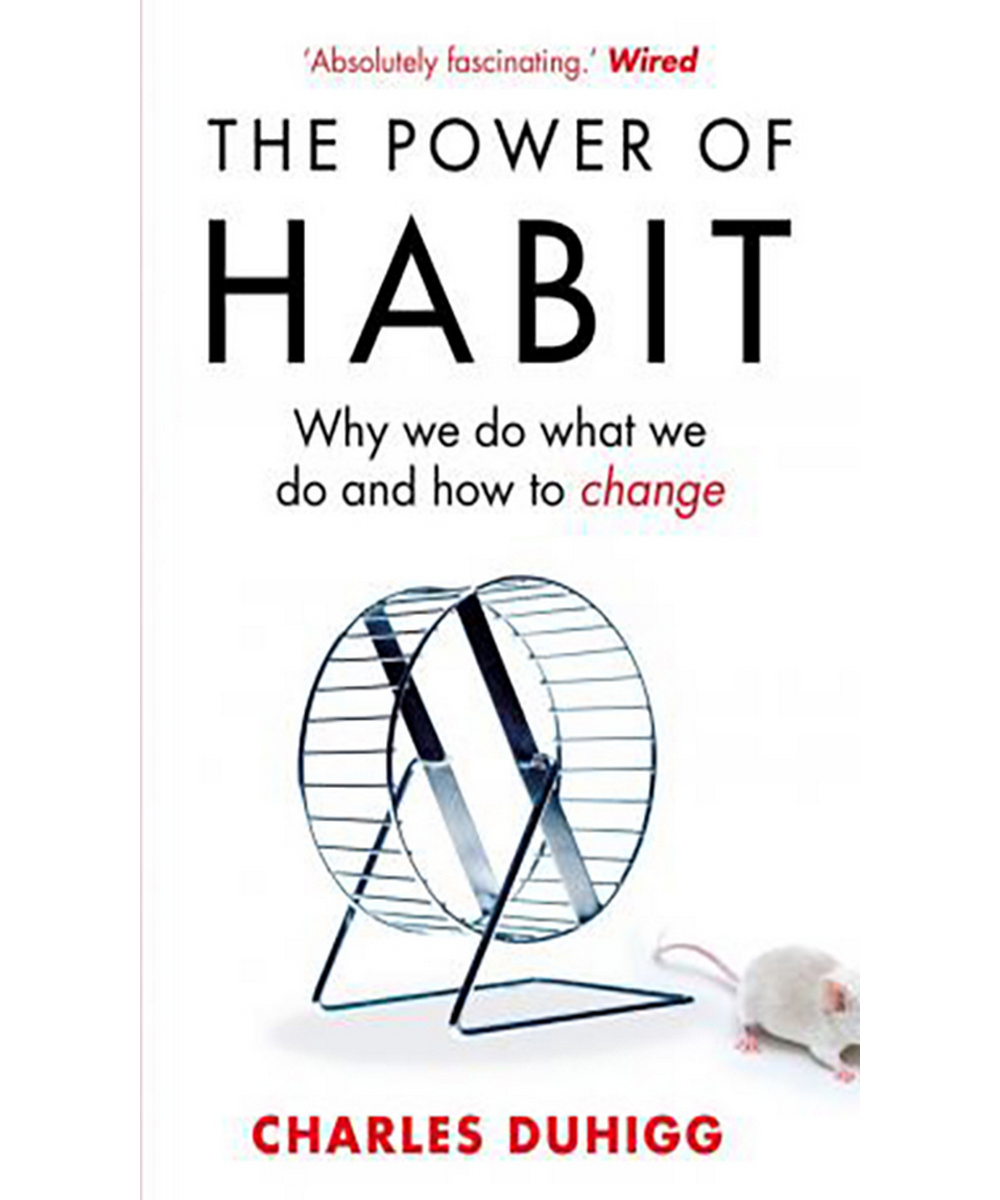 ‘Absolutely fascinating.’ Wired
THE POWER OF
HABIT
Why we do what we
do and how to change
CHARLES DUHIGG